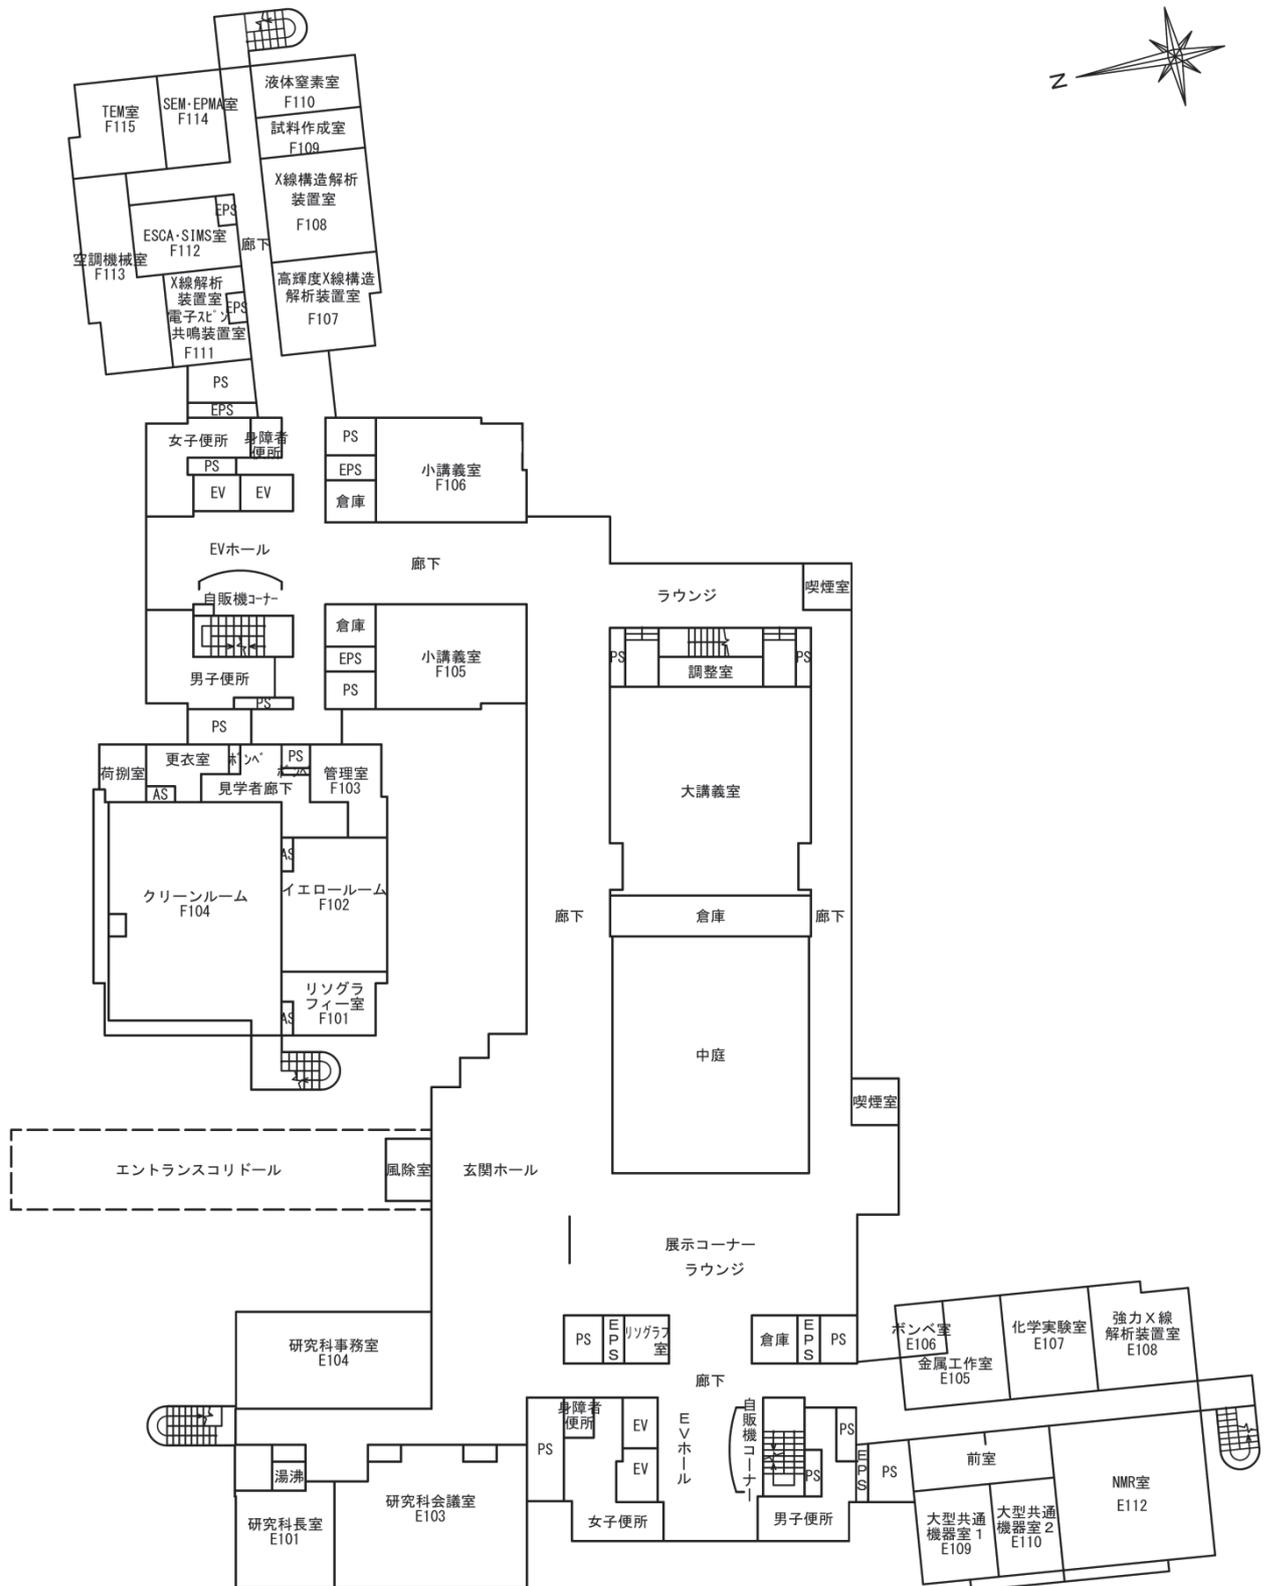 N
TEM室
F115
SEM・EPMA室
F114
液体窒素室
F110
試料作成室
F109
X線構造解析
装置室
F108
EPS
ESCA・SIMS室
F112
廊下
空調機械室
F113
高輝度X線構造
解析装置室
F107
X線解析
装置室
電子ｽﾋﾟﾝ
共鳴装置室
F111
EPS
PS
EPS
女子便所
身障者
便所
PS
EV
EV
PS
EPS
倉庫
小講義室
F106
EVホール
廊下
自販機ｺｰﾅｰ
ラウンジ
喫煙室
倉庫
EPS
PS
小講義室
F105
男子便所
PS
PS
PS
調整室
PS
大講義室
荷捌室
更衣室
ﾎﾞﾝﾍﾞ
PS
ﾎﾞﾝﾍﾞ
管理室
F103
AS
見学者廊下
AS
クリーンルーム
F104
イエロールーム
F102
廊下
倉庫
廊下
リソグラ
フィー室
F101
AS
中庭
喫煙室
エントランスコリドール
風除室
玄関ホール
展示コーナー
ラウンジ
PS
EPS
リソグラフ
室
倉庫
EPS
PS
研究科事務室
E104
廊下
ボンベ室
E106
金属工作室
E105
化学実験室
E107
強力Ｘ線
解析装置室
E108
身障者
便所
EV
EV
EVホール
自販機コーナー
PS
PS
PS
EPS
PS
前室
NMR室
E112
湯沸
研究科長室
E101
研究科会議室
E103
女子便所
男子便所
大型共通
機器室１
E109
大型共通
機器室２
E110